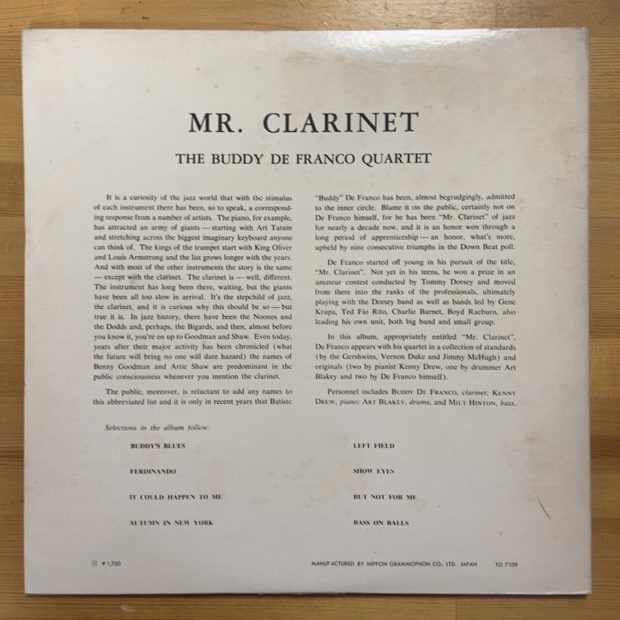 MR. CLARINET
THE BUDDY DE FRANCO QUARTET
It is a curiosity of the jazz world that with the stimulus
of each instrument there has been, so to speak, a correspond-
ing response from a number of artists. The piano, for example,
has attracted an army of giants — starting with Art Tatum
and stretching across the biggest imaginary keyboard anyone
can think of. The kings of the trumpet start with King Oliver
and Louis Armstrong and the list grows longer with the years.
And with most of the other instruments the story is the same
— except with the clarinet. The clarinet is — well, different.
The instrument has long been there, waiting, but the giants
have been all too slow in arrival. It's the stepchild of jazz,
the clarinet, and it is curious why this should be so — but
true it is. In jazz history, there have been the Noones and
the Dodds and, perhaps, the Bigards, and then, almost before
you know it, you're on up to Goodman and Shaw. Even today,
years after their major activity has been chronicled (what
the future will bring no one will dare hazard) the names of
Benny Goodman and Artie Shaw are predominant in the
public consciousness whenever you mention the clarinet.
The public, moreover, is reluctant to add any names to
this abbreviated list and it is only in recent years that Batiste
"Buddy" De Franco has been, almost begrudgingly, admitted
to the inner circle. Blame it on the public, certainly not on
De Franco himself, for he has been "Mr. Clarinet" of jazz
for nearly a decade now, and it is an honor won through a
long period of apprenticeship — an honor, what's more,
upheld by nine consecutive triumphs in the Down Beat poll.
De Franco started off young in his pursuit of the title,
"Mr. Clarinet". Not yet in his teens, he won a prize in an
amateur contest conducted by Tommy Dorsey and moved
from there into the ranks of the professionals, ultimately
playing with the Dorsey band as well as bands led by Gene
Krupa, Ted Fio Rito, Charlie Barnet, Boyd Raeburn, also
leading his own unit, both big band and small group.
In this album, appropriately entitled "Mr. Clarinet",
De Franco appears with his quartet in a collection of standards
(by the Gershwins, Vernon Duke and Jimmy McHugh) and
originals (two by pianist Kenny Drew, one by drummer Art
Blakey and two by De Franco himself).
Personnel includes BUDDY DE FRANCO, clarinet; KENNY
DREW, piano; ART BLAKEY, drums, and MILT HINTON, bass.
Selections in the album follow:
BUDDY'S BLUES
FERDINANDO
IT COULD HAPPEN TO ME
AUTUMN IN NEW YORK
LEFT FIELD
SHOW EYES
BUT NOT FOR ME
BASS ON BALLS
¥1,750
MANUFACTURED BY NIPPON GRAMMOPHON CO., LTD. JAPAN TO 7109